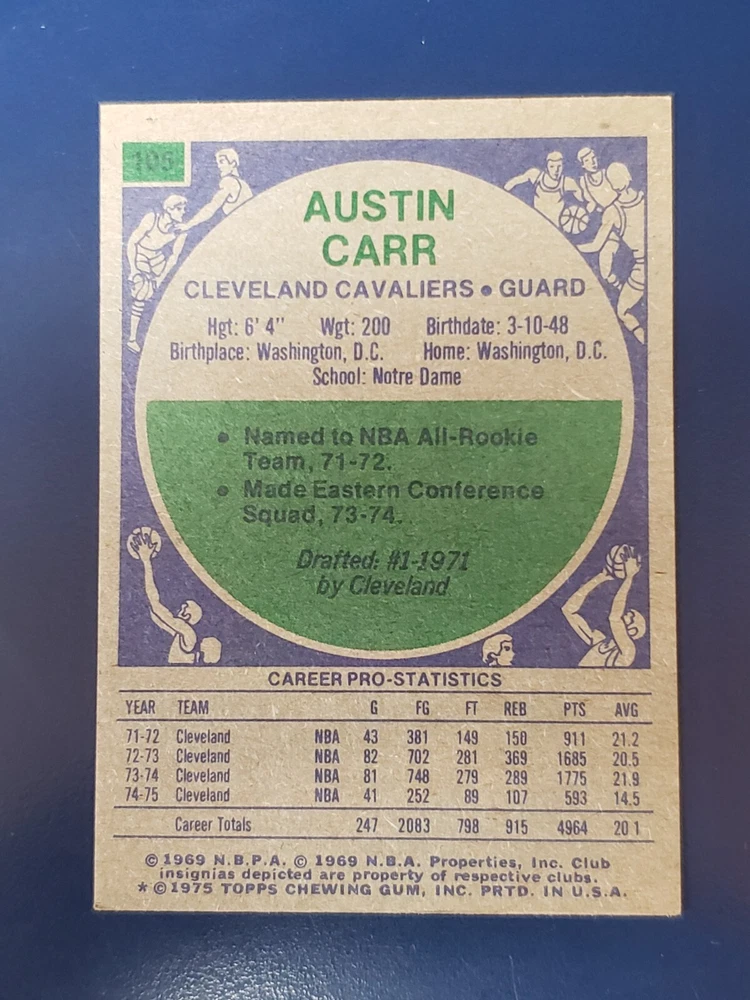 105
AUSTIN
CARR
CLEVELAND CAVALIERS • GUARD
Hgt: 6' 4" Wgt: 200 Birthdate: 3-10-48
Birthplace: Washington, D.C. Home: Washington, D.C.
School: Notre Dame
• Named to NBA All-Rookie
Team, 71-72.
• Made Eastern Conference
Squad, 73-74.
Drafted: #1-1971
by Cleveland
CAREER PRO-STATISTICS
YEAR TEAM G FG FT REB PTS AVG
71-72 Cleveland NBA 43 381 149 150 911 21.2
72-73 Cleveland NBA 82 702 281 369 1685 20.5
73-74 Cleveland NBA 81 748 279 289 1775 21.9
74-75 Cleveland NBA 41 252 89 107 593 14.5
Career Totals 247 2083 798 915 4964 20 1
© 1969 N.B.P.A. © 1969 N.B.A. Properties, Inc. Club
insignias depicted are property of respective clubs.
* © 1975 TOPPS CHEWING GUM, INC. PRTD. IN U.S.A.